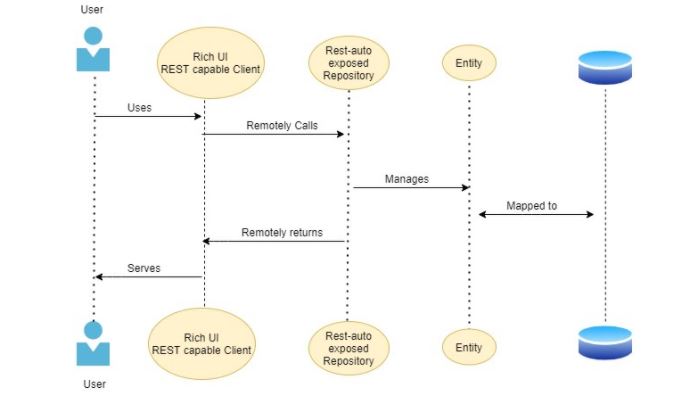 User
Rich UI
REST capable Client
Rest-auto
exposed
Repository
Entity
Uses
Remotely Calls
Manages
Mapped to
Remotely returns
Serves
Rich UI
REST capable Client
Rest-auto
exposed
Repository
Entity
User